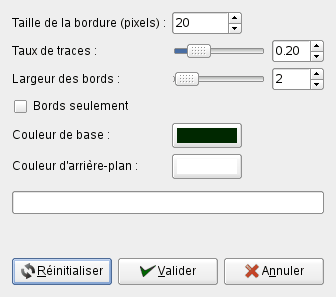 Taille de la bordure (pixels) : 20
Taux de traces : 0.20
Largeur des bords : 2
Bords seulement
Couleur de base :
Couleur d'arrière-plan :
Réinitialiser Valider Annuler